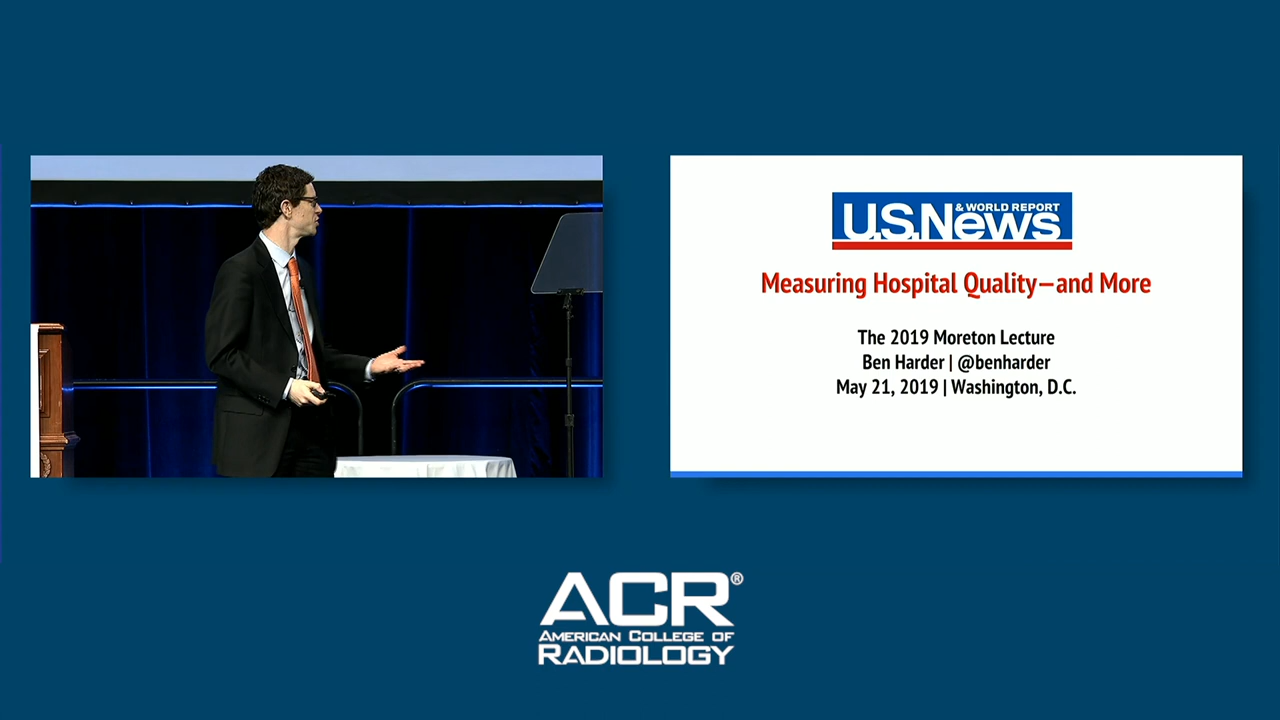 U.S. News
& WORLD REPORT
Measuring Hospital Quality—and More
The 2019 Moreton Lecture
Ben Harder | @benharder
May 21, 2019 | Washington, D.C.
ACR®
AMERICAN COLLEGE OF
RADIOLOGY